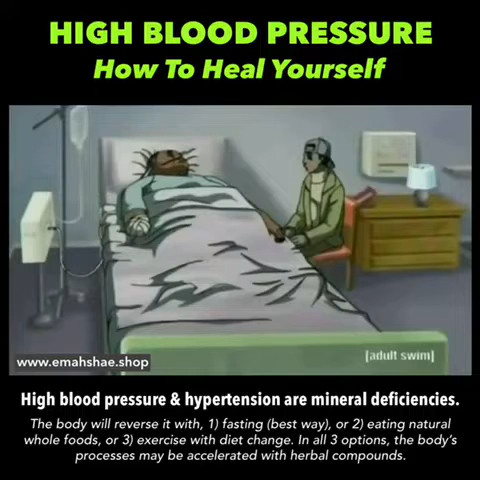 HIGH BLOOD PRESSURE
How To Heal Yourself
www.emahshae.shop
[adult swim]
High blood pressure & hypertension are mineral deficiencies.
The body will reverse it with, 1) fasting (best way), or 2) eating natural
whole foods, or 3) exercise with diet change. In all 3 options, the body's
processes may be accelerated with herbal compounds.